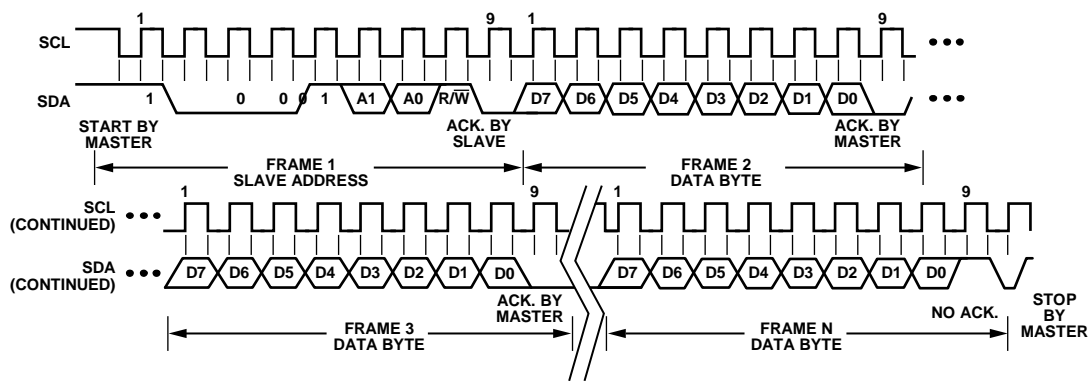 1 9 1 9
SCL
SDA 1 0 0 0 1 A1 A0 R/W̅ D7 D6 D5 D4 D3 D2 D1 D0
START BY MASTER
ACK. BY SLAVE
ACK. BY MASTER
FRAME 1 SLAVE ADDRESS
FRAME 2 DATA BYTE
1 9 1 9
SCL (CONTINUED)
SDA (CONTINUED) D7 D6 D5 D4 D3 D2 D1 D0 D7 D6 D5 D4 D3 D2 D1 D0
ACK. BY MASTER
NO ACK.
STOP BY MASTER
FRAME 3 DATA BYTE
FRAME N DATA BYTE